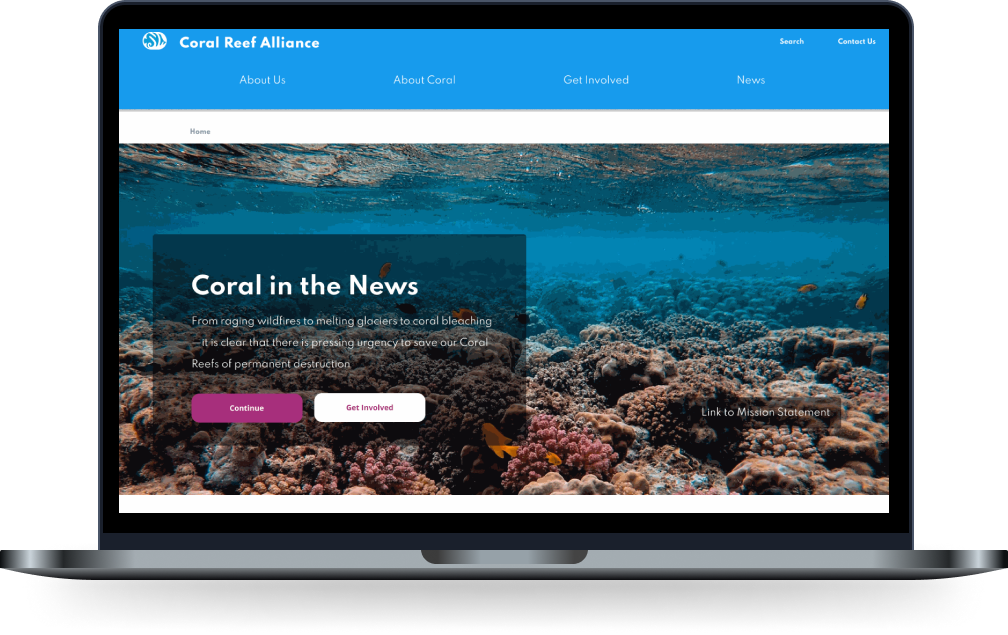 Coral Reef Alliance
Search
Contact Us
About Us
About Coral
Get Involved
News
Home
Coral in the News
From raging wildfires to melting glaciers to coral bleaching
it is clear that there is pressing urgency to save our Coral
Reefs of permanent destruction
Continue
Get Involved
Link to Mission Statement